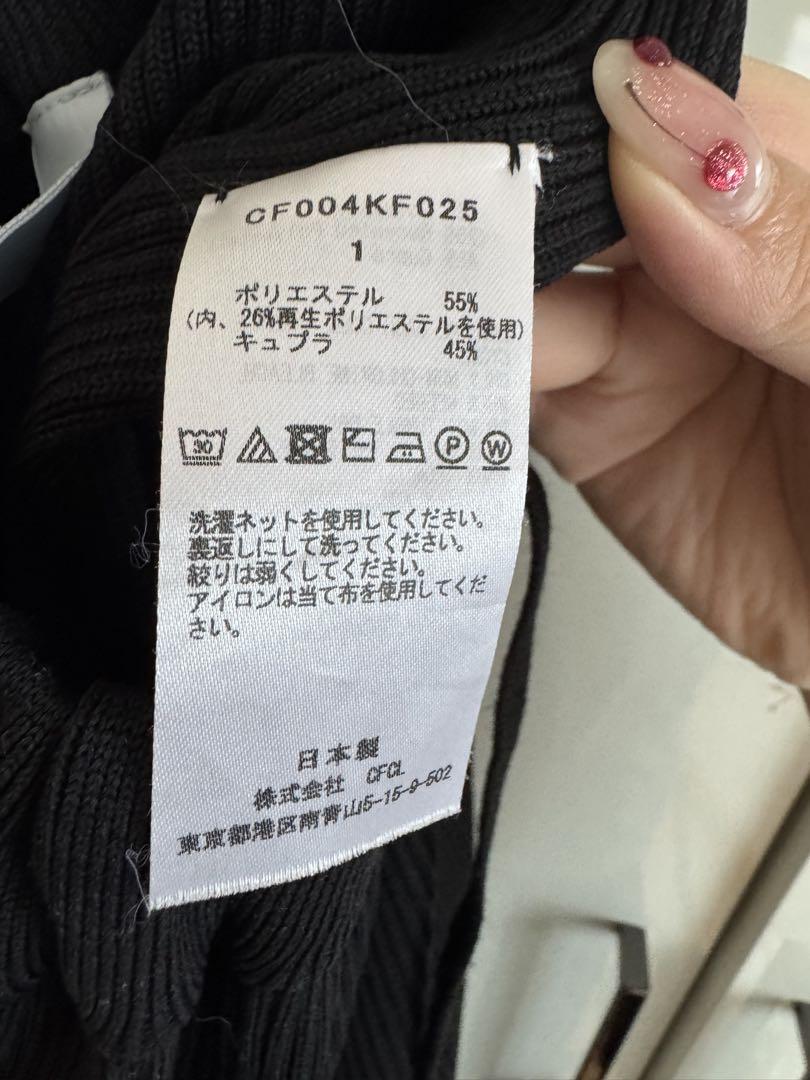 CF004KF025
1
ポリエステル 55%
(内、26%再生ポリエステルを使用)
キュプラ 45%
30 P W
洗濯ネットを使用してください。
裏返しにして洗ってください。
絞りは弱くしてください。
アイロンは当て布を使用してくだ
さい。
日本製
株式会社 CFCL
東京都港区南青山5-15-9-502